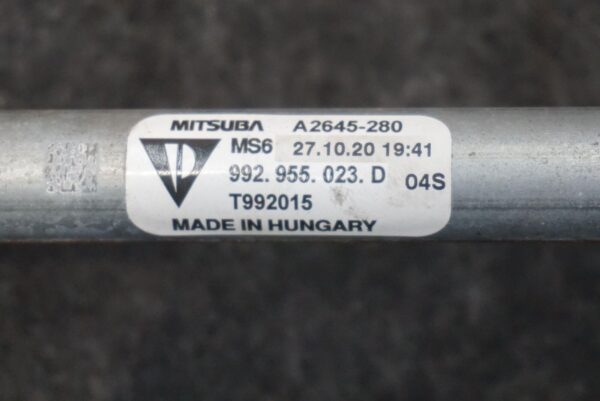 MITSUBA A2645-280
MS6 27.10.20 19:41
992. 955. 023. D 04S
T992015
MADE IN HUNGARY